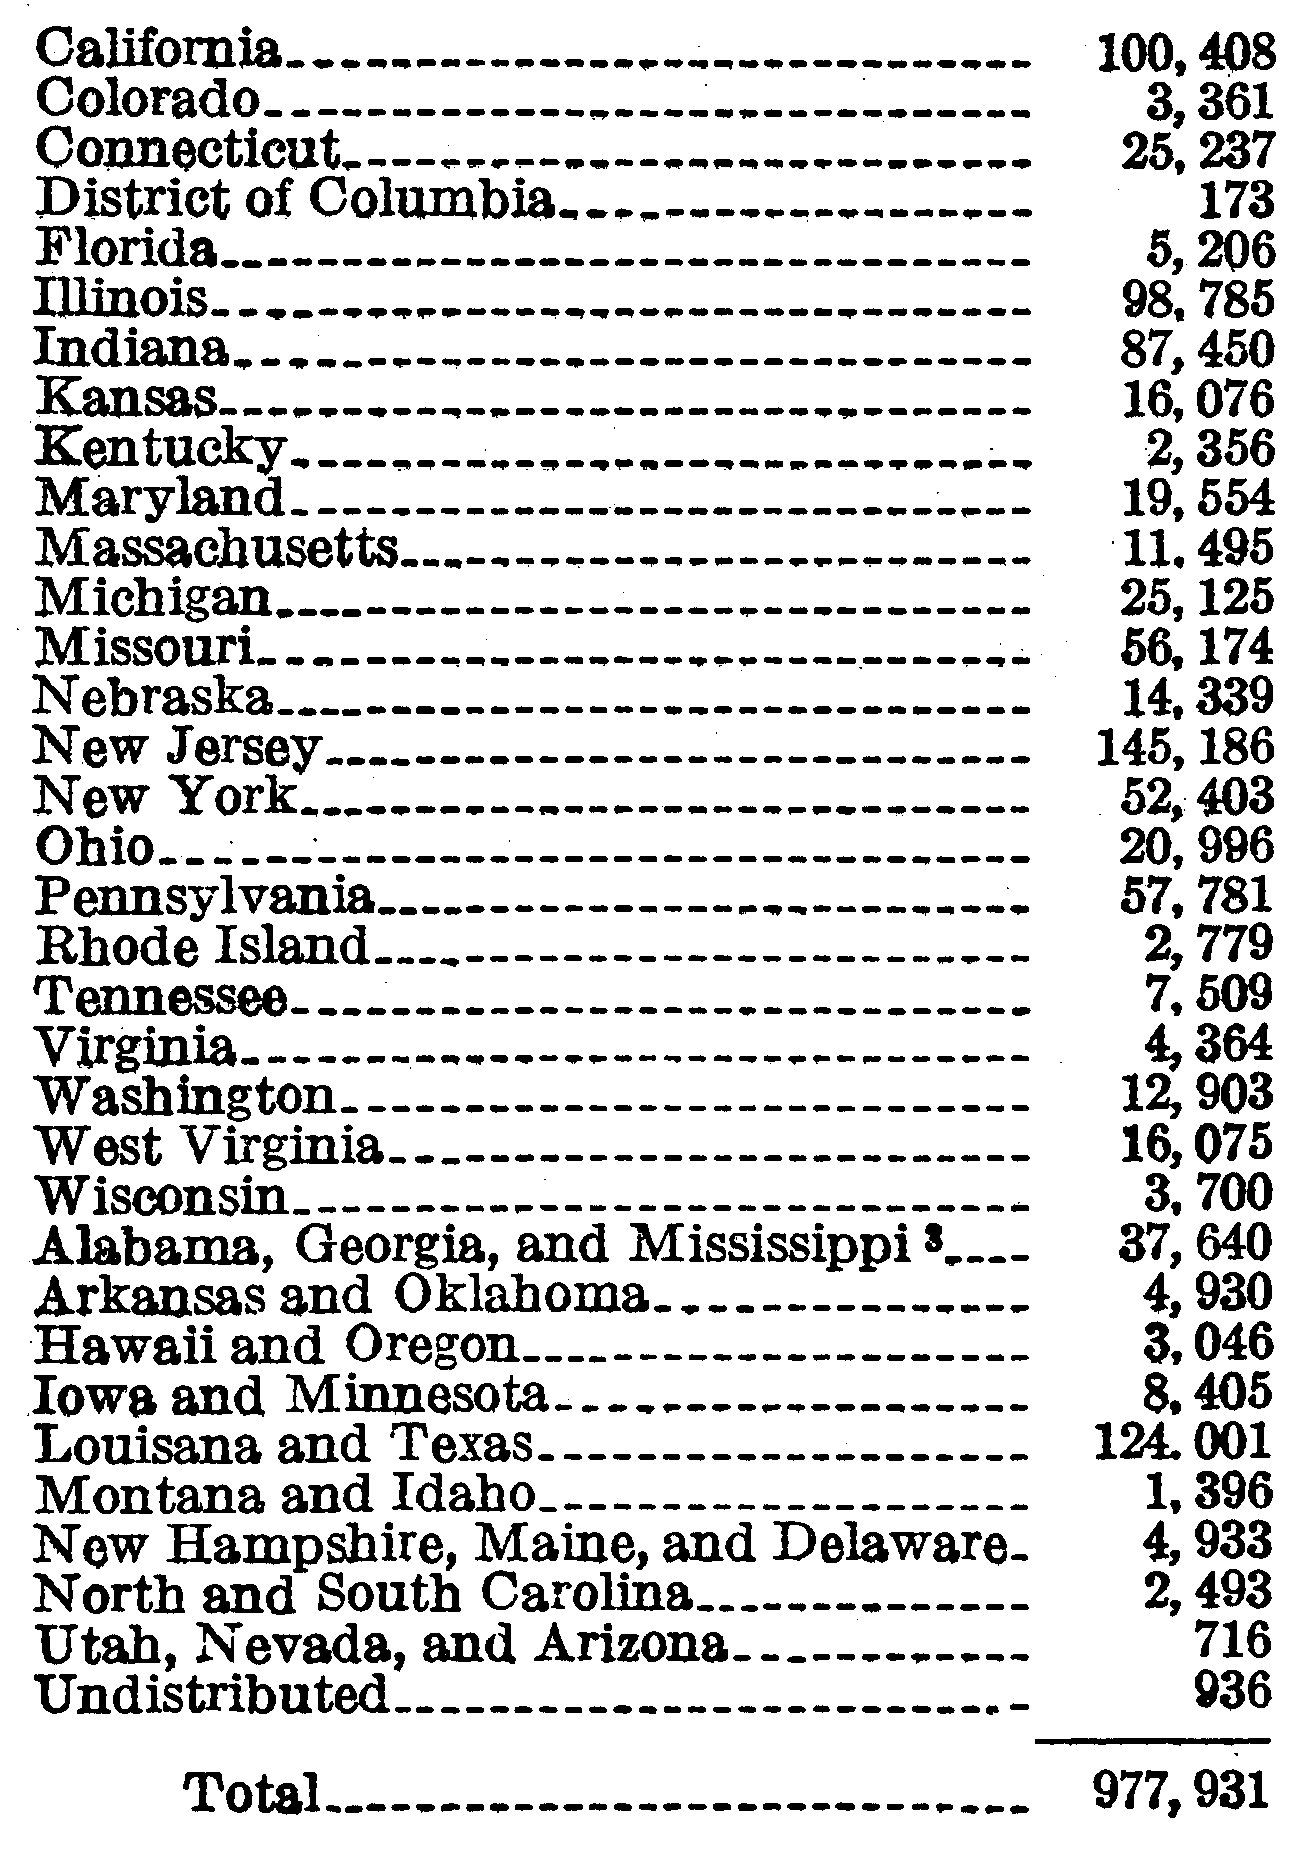 California 100,408
Colorado 3,361
Connecticut 25,237
District of Columbia 173
Florida 5,206
Illinois 98,785
Indiana 87,450
Kansas 16,076
Kentucky 2,356
Maryland 19,554
Massachusetts 11,495
Michigan 25,125
Missouri 56,174
Nebraska 14,339
New Jersey 145,186
New York 52,403
Ohio 20,996
Pennsylvania 57,781
Rhode Island 2,779
Tennessee 7,509
Virginia 4,364
Washington 12,903
West Virginia 16,075
Wisconsin 3,700
Alabama, Georgia, and Mississippi ³ 37,640
Arkansas and Oklahoma 4,930
Hawaii and Oregon 3,046
Iowa and Minnesota 8,405
Louisana and Texas 124.001
Montana and Idaho 1,396
New Hampshire, Maine, and Delaware 4,933
North and South Carolina 2,493
Utah, Nevada, and Arizona 716
Undistributed 936
Total 977,931